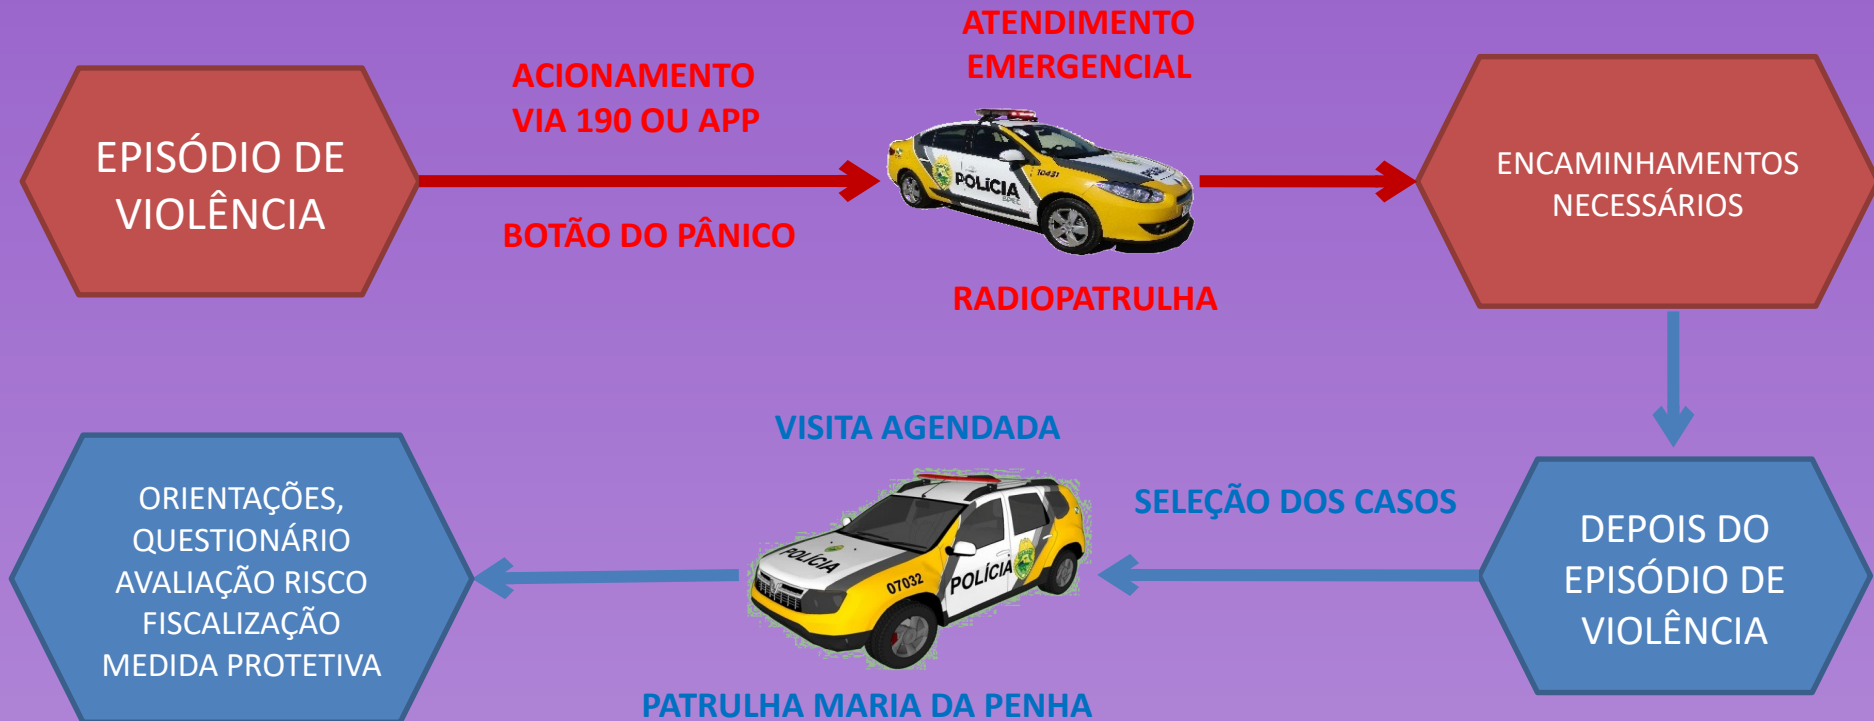 ATENDIMENTO
EMERGENCIAL
ACIONAMENTO
VIA 190 OU APP
EPISÓDIO DE
VIOLÊNCIA
BOTÃO DO PÂNICO
POLÍCIA
10431
RADIOPATRULHA
ENCAMINHAMENTOS
NECESSÁRIOS
DEPOIS DO
EPISÓDIO DE
VIOLÊNCIA
SELEÇÃO DOS CASOS
VISITA AGENDADA
POLÍCIA
07032
POLÍCIA
PATRULHA MARIA DA PENHA
ORIENTAÇÕES,
QUESTIONÁRIO
AVALIAÇÃO RISCO
FISCALIZAÇÃO
MEDIDA PROTETIVA